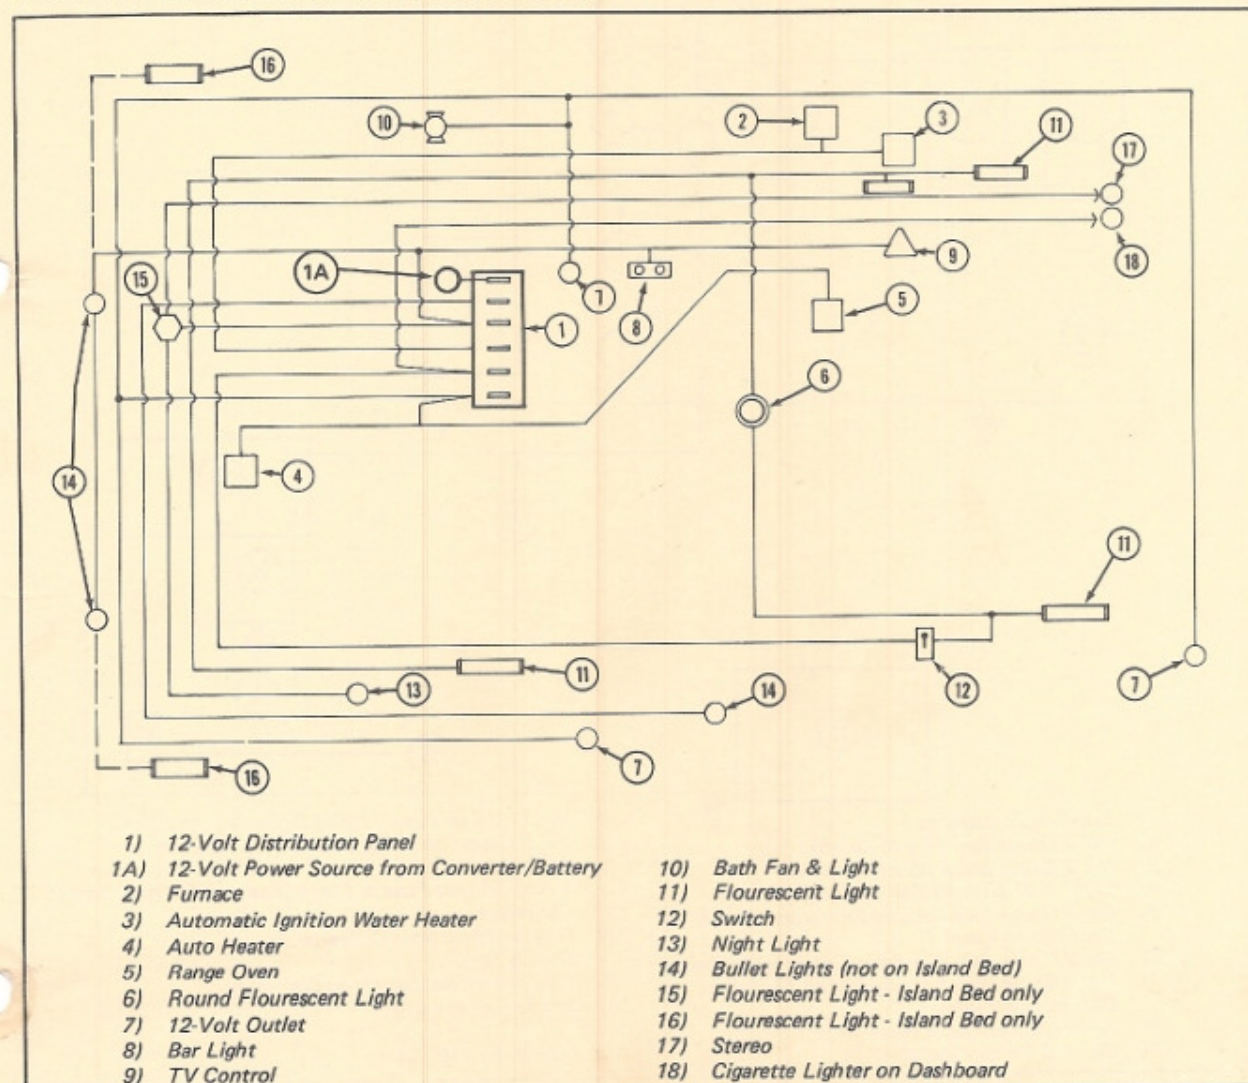 16
10
2
3
11
17
18
1A
15
9
7
8
1
5
6
14
4
11
11
13
14
12
7
7
16
1) 12-Volt Distribution Panel
1A) 12-Volt Power Source from Converter/Battery
2) Furnace
3) Automatic Ignition Water Heater
4) Auto Heater
5) Range Oven
6) Round Flourescent Light
7) 12-Volt Outlet
8) Bar Light
9) TV Control
10) Bath Fan & Light
11) Flourescent Light
12) Switch
13) Night Light
14) Bullet Lights (not on Island Bed)
15) Flourescent Light - Island Bed only
16) Flourescent Light - Island Bed only
17) Stereo
18) Cigarette Lighter on Dashboard